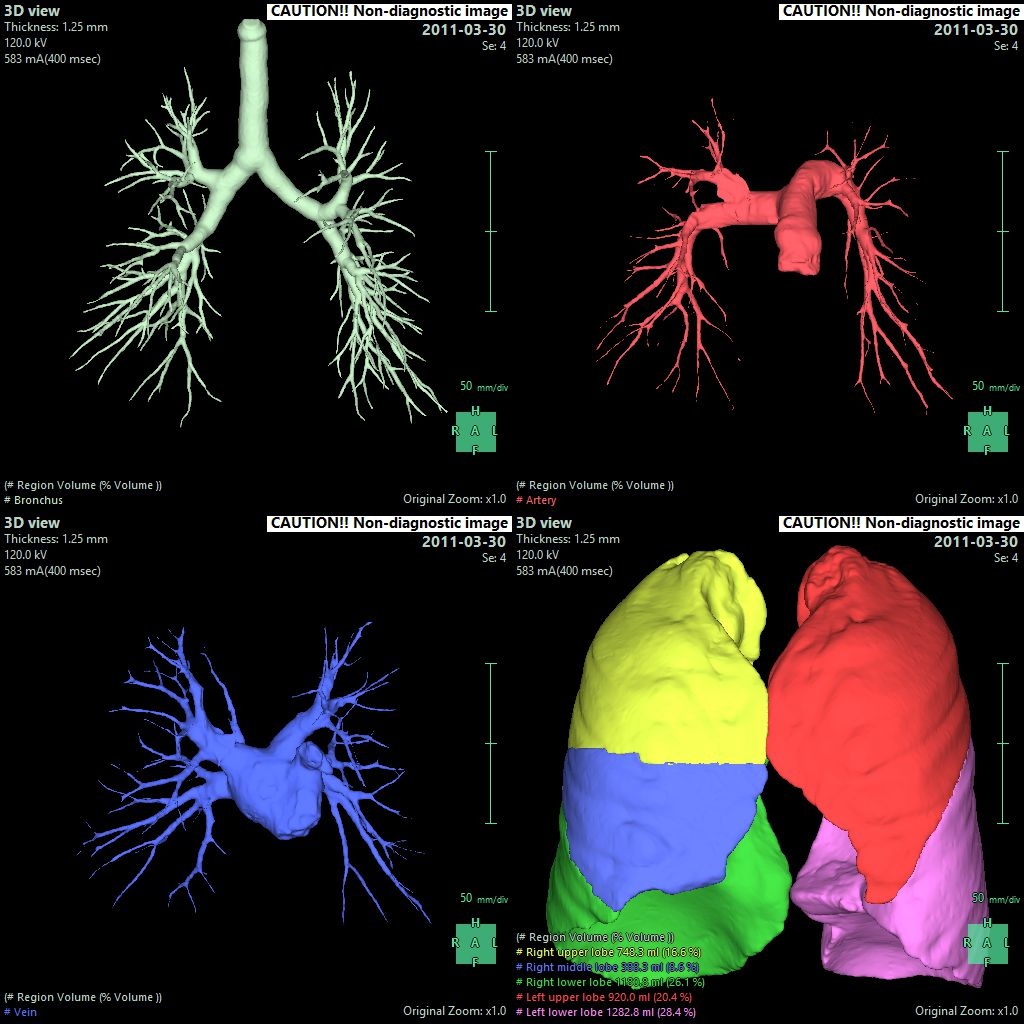 3D view
CAUTION!! Non-diagnostic image
Thickness: 1.25 mm
2011-03-30
120.0 kV
Se: 4
583 mA(400 msec)
50 mm/div
H
R A L
F
(# Region Volume (% Volume ))
# Bronchus
Original Zoom: x1.0
3D view
CAUTION!! Non-diagnostic image
Thickness: 1.25 mm
2011-03-30
120.0 kV
Se: 4
583 mA(400 msec)
50 mm/div
H
R A L
F
(# Region Volume (% Volume ))
# Artery
Original Zoom: x1.0
3D view
CAUTION!! Non-diagnostic image
Thickness: 1.25 mm
2011-03-30
120.0 kV
Se: 4
583 mA(400 msec)
50 mm/div
H
R A L
F
(# Region Volume (% Volume ))
# Vein
Original Zoom: x1.0
3D view
CAUTION!! Non-diagnostic image
Thickness: 1.25 mm
2011-03-30
120.0 kV
Se: 4
583 mA(400 msec)
50 mm/div
H
R A L
F
(# Region Volume (% Volume ))
# Right upper lobe 748.3 ml (16.6 %)
# Right middle lobe ml (8.6 %)
# Right lower lobe ml (26.1 %)
# Left upper lobe 920.0 ml (20.4 %)
# Left lower lobe 1282.8 ml (28.4 %)
Original Zoom: x1.0